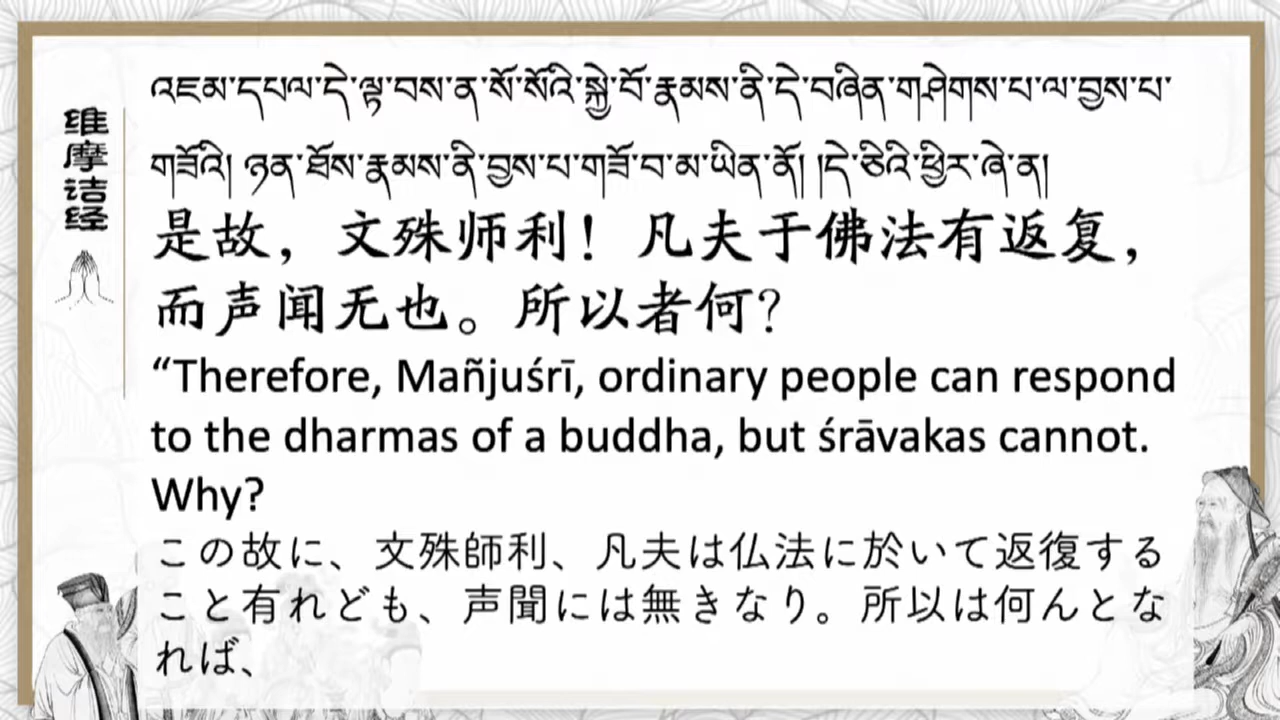 维摩诘经
འཇམ་དཔལ་དེ་ལྟ་བས་ན་སོ་སོའི་སྐྱེ་བོ་རྣམས་ནི་དེ་བཞིན་གཤེགས་པ་ལ་བྱས་པ་
གཟོའི། ཉན་ཐོས་རྣམས་ནི་བྱས་པ་གཟོ་བ་མ་ཡིན་ནོ། །དེ་ཅིའི་ཕྱིར་ཞེ་ན།
是故，文殊师利！凡夫于佛法有返复，
而声闻无也。所以者何？
“Therefore, Mañjuśrī, ordinary people can respond
to the dharmas of a buddha, but śrāvakas cannot.
Why?
この故に、文殊師利、凡夫は仏法に於いて返復する
こと有れども、声聞には無きなり。所以は何んとな
れば、